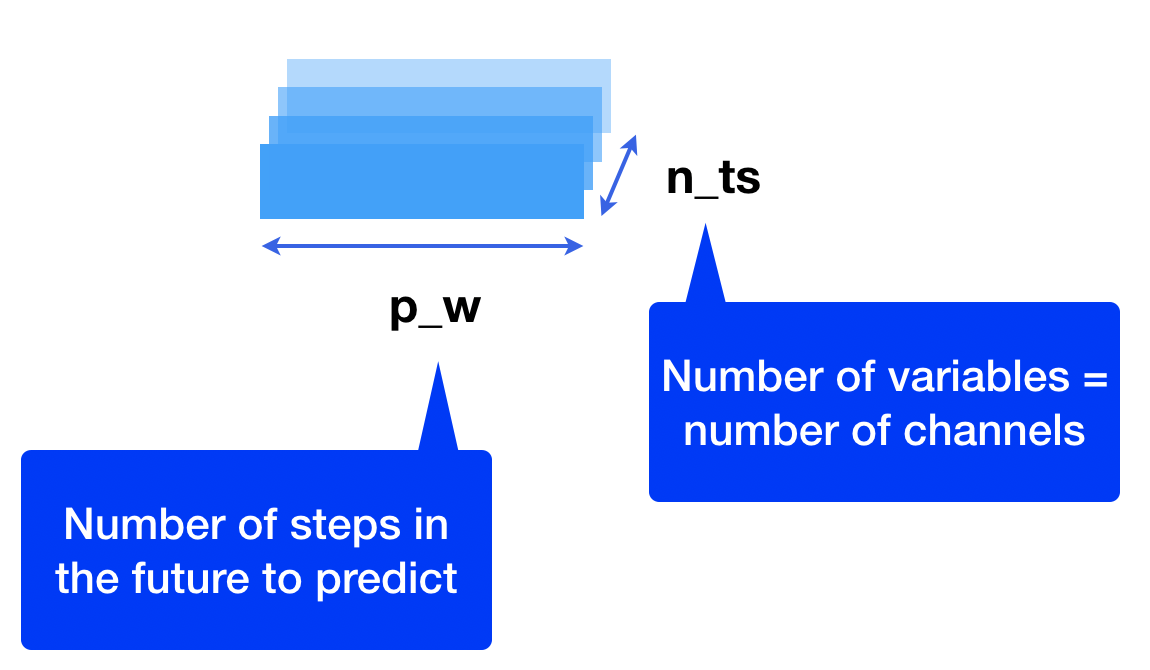 n_ts
p_w
Number of variables =
number of channels
Number of steps in
the future to predict